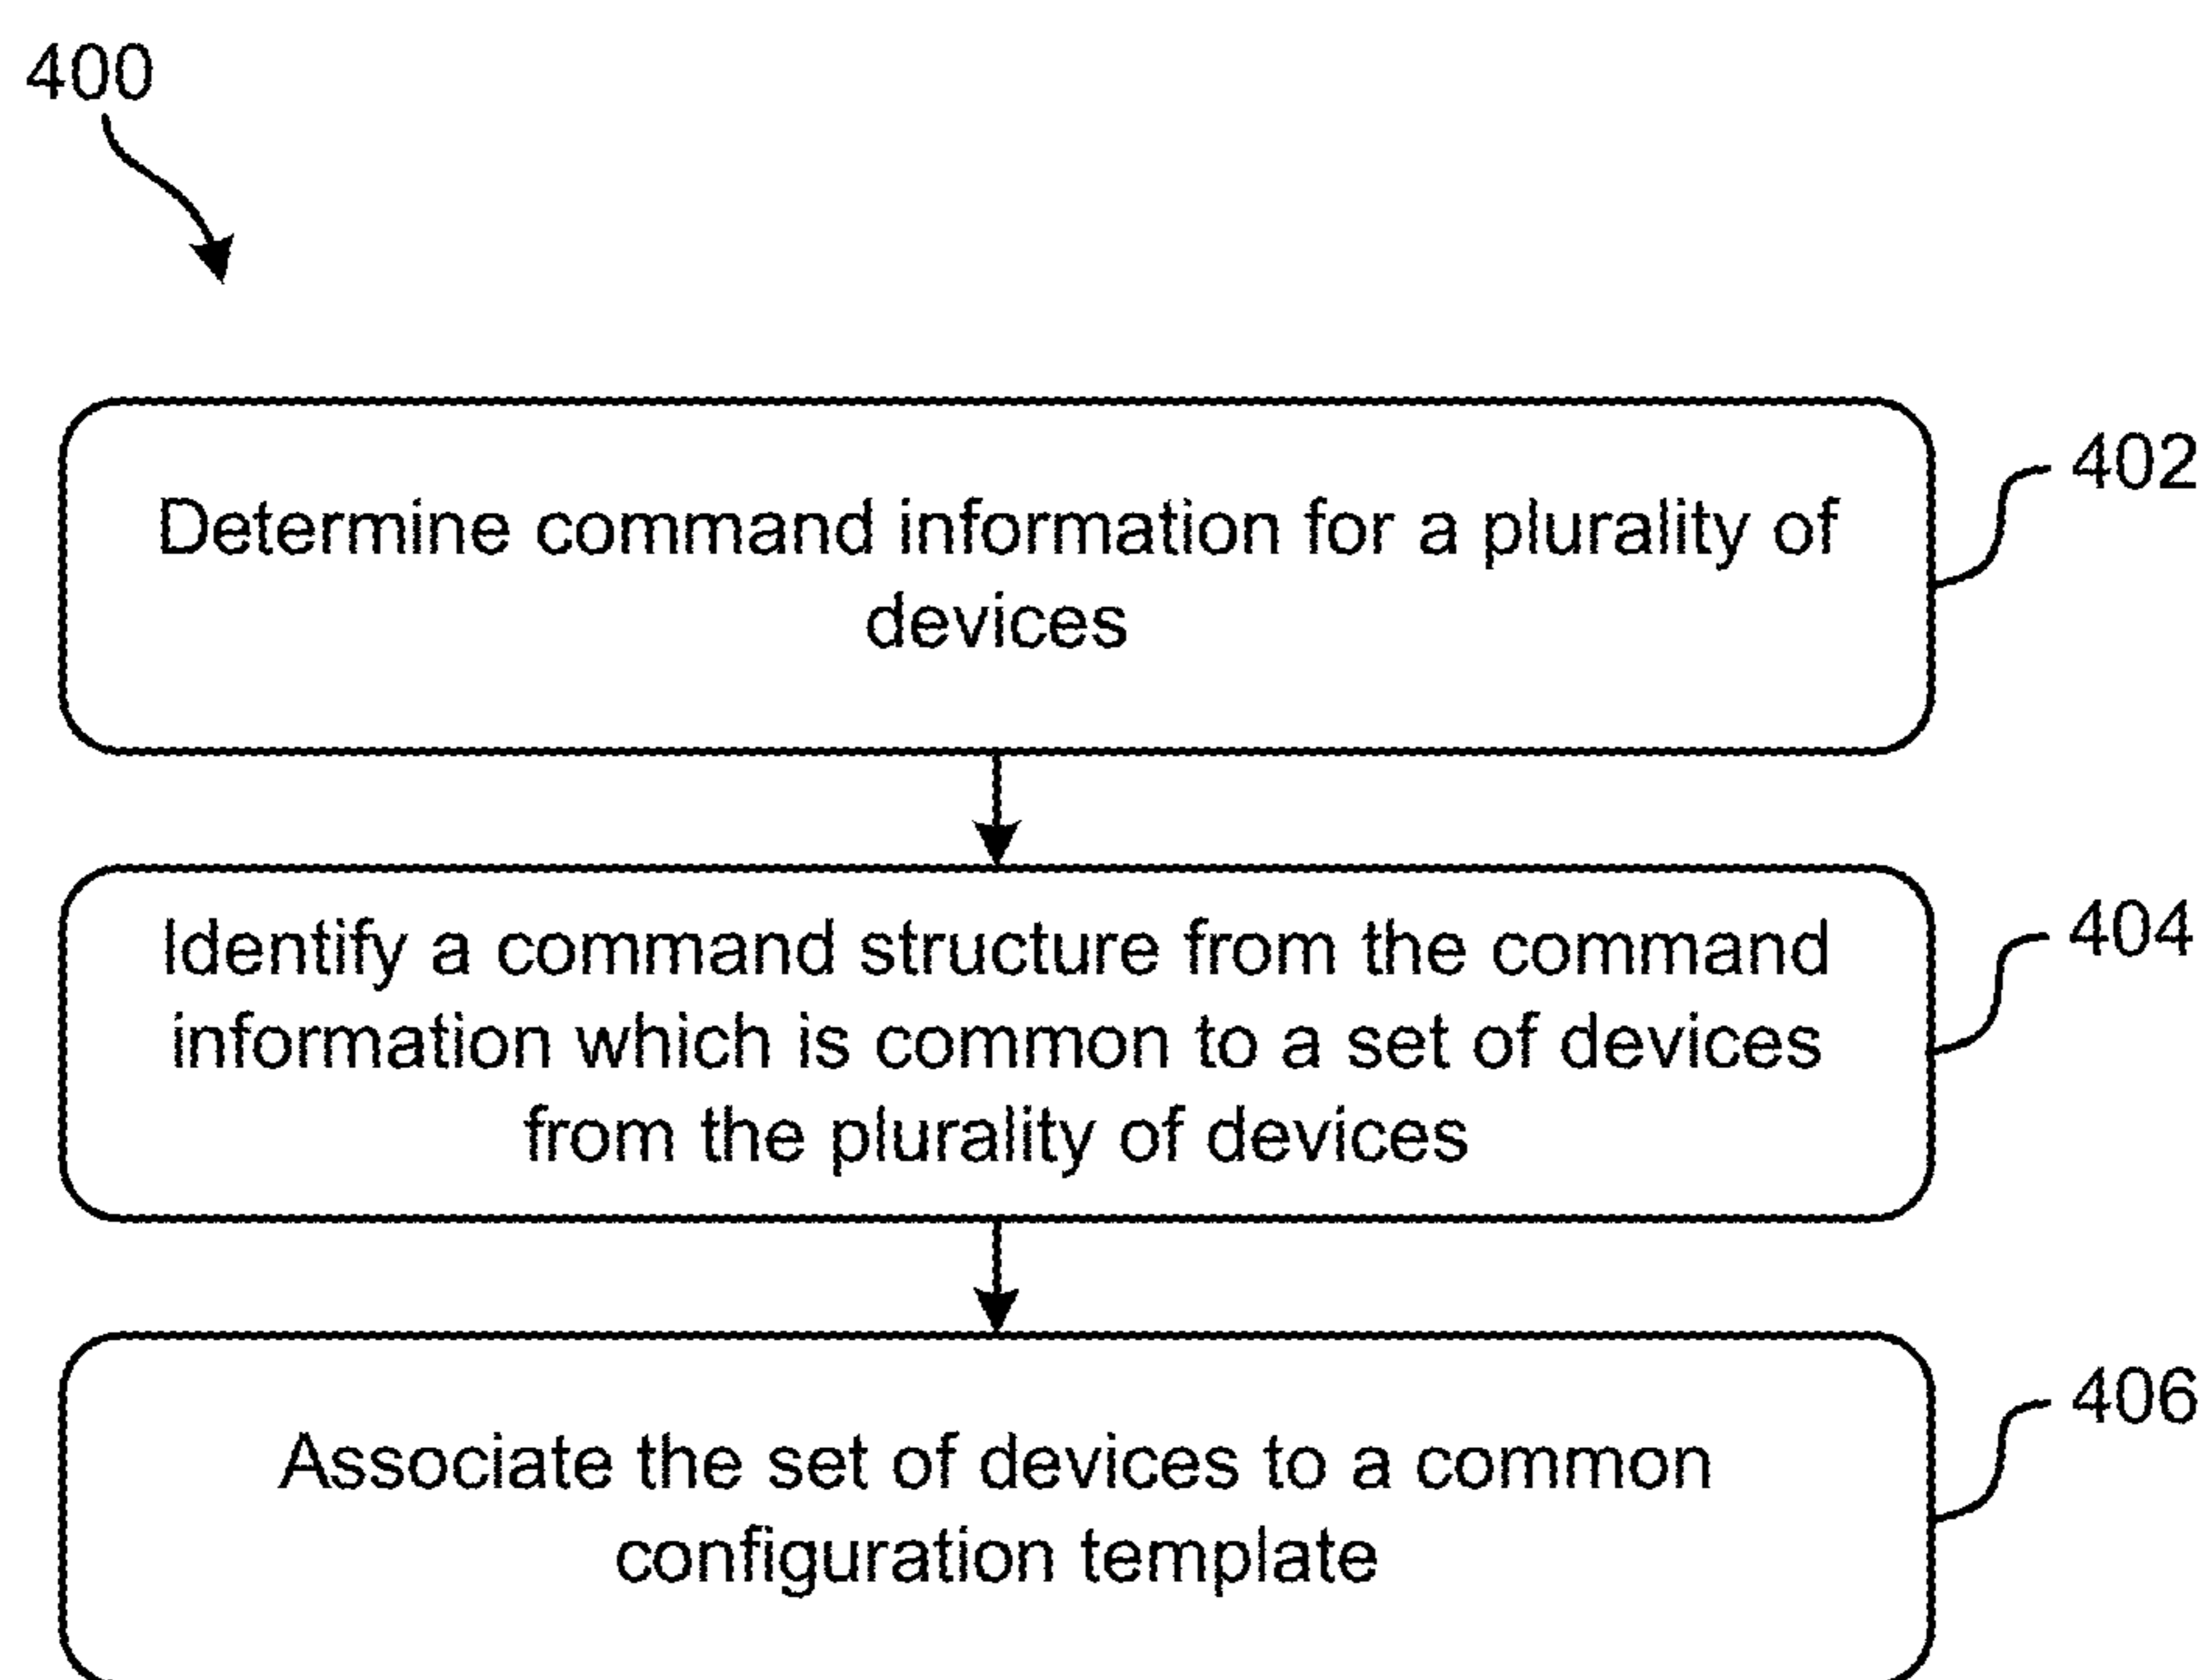 400
Determine command information for a plurality of
devices
402
Identify a command structure from the command
information which is common to a set of devices
from the plurality of devices
404
Associate the set of devices to a common
configuration template
406